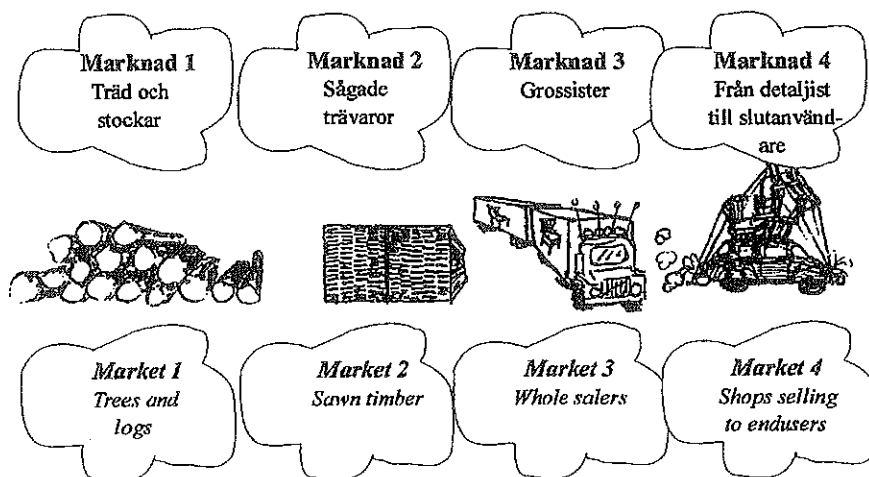 Marknad 1
Träd och
stockar
Marknad 2
Sågade
trävaror
Marknad 3
Grossister
Marknad 4
Från detaljist
till slutanvänd-
are
Market 1
Trees and
logs
Market 2
Sawn timber
Market 3
Whole salers
Market 4
Shops selling
to endusers